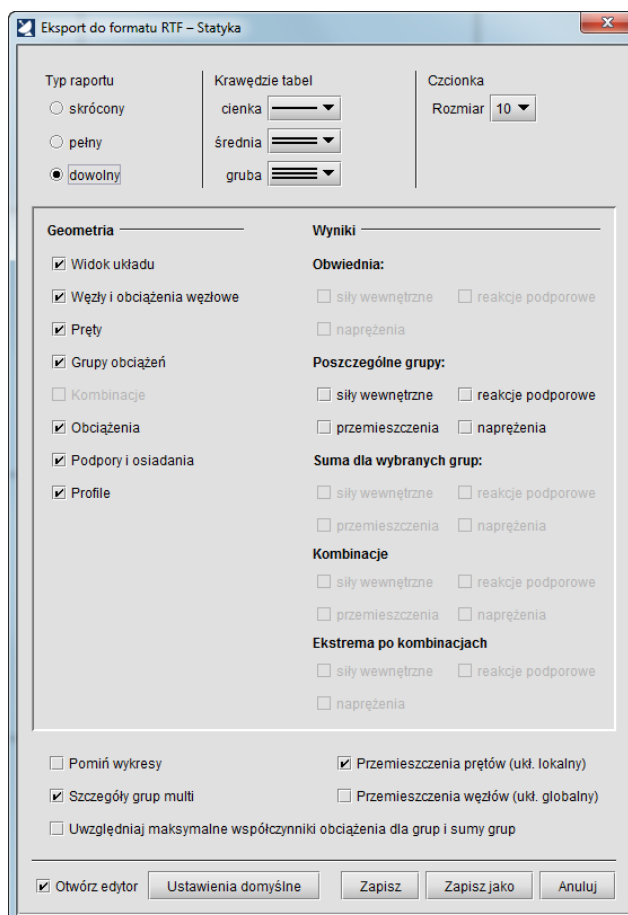 Eksport do formatu RTF – Statyka
Typ raportu
skrócony
pełny
dowolny
Krawędzie tabel
cienka
średnia
gruba
Czcionka
Rozmiar 10
Geometria
Widok układu
Węzły i obciążenia węzłowe
Pręty
Grupy obciążeń
Kombinacje
Obciążenia
Podpory i osiadania
Profile
Wyniki
Obwiednia:
siły wewnętrzne reakcje podporowe
naprężenia
Poszczególne grupy:
siły wewnętrzne reakcje podporowe
przemieszczenia naprężenia
Suma dla wybranych grup:
siły wewnętrzne reakcje podporowe
przemieszczenia naprężenia
Kombinacje
siły wewnętrzne reakcje podporowe
przemieszczenia naprężenia
Ekstrema po kombinacjach
siły wewnętrzne reakcje podporowe
naprężenia
Pomiń wykresy Przemieszczenia prętów (ukł. lokalny)
Szczegóły grup multi Przemieszczenia węzłów (ukł. globalny)
Uwzględniaj maksymalne współczynniki obciążenia dla grup i sumy grup
Otwórz edytor Ustawienia domyślne Zapisz Zapisz jako Anuluj